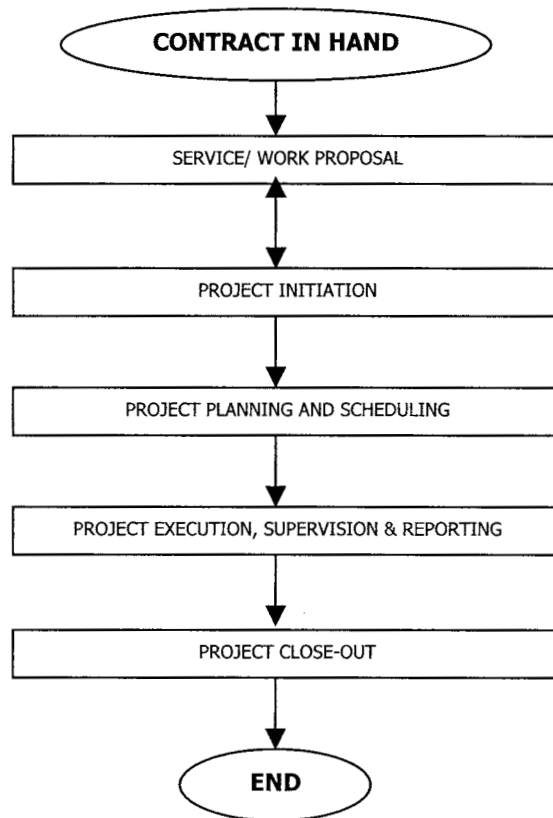 CONTRACT IN HAND
SERVICE/ WORK PROPOSAL
PROJECT INITIATION
PROJECT PLANNING AND SCHEDULING
PROJECT EXECUTION, SUPERVISION & REPORTING
PROJECT CLOSE-OUT
END